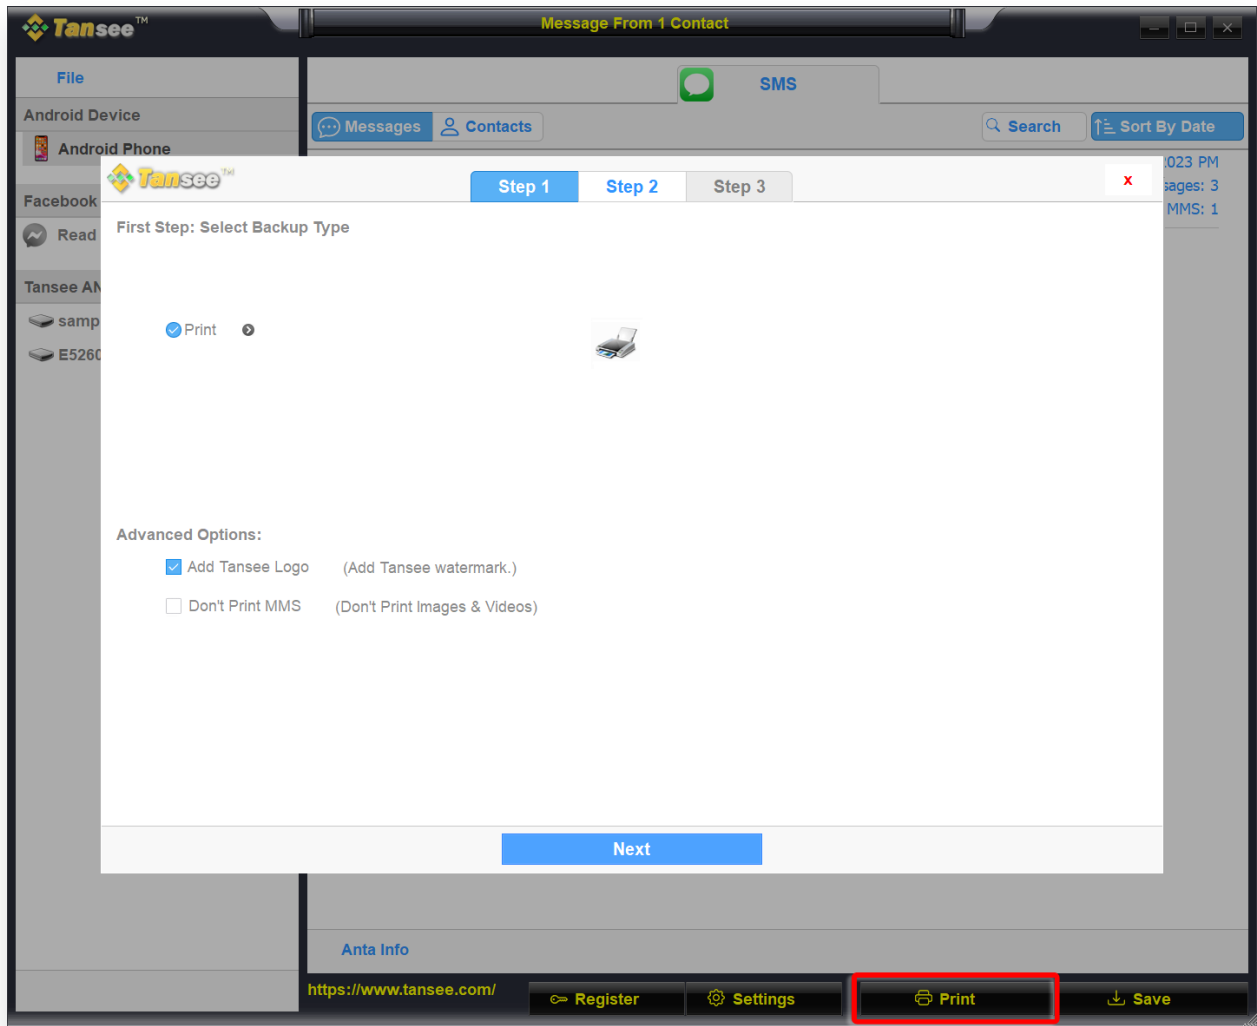 Tansee™
Message From 1 Contact
File
SMS
Android Device
Messages
Contacts
Search
Sort By Date
Android Phone
023 PM
Tansee™
Step 1
Step 2
Step 3
x
sages: 3
Facebook
MMS: 1
First Step: Select Backup Type
Read
Tansee AN
samp
Print
E5260
Advanced Options:
Add Tansee Logo (Add Tansee watermark.)
Don't Print MMS (Don't Print Images & Videos)
Next
Anta Info
https://www.tansee.com/
Register
Settings
Print
Save